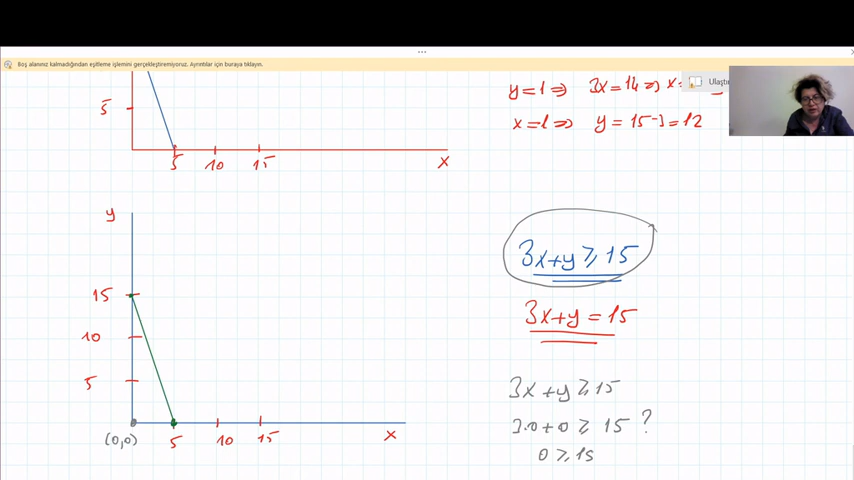 Boş alanınız kalmadığından eşitleme işlemini gerçekleştiremiyoruz. Ayrıntılar için buraya tıklayın.
Ulaştır
y=1 ⇒ 3x=14 ⇒ x=
5
x=1 ⇒ y = 15-3=12
5 10 15 x
y
3x+y ≥ 15
15
3x+y = 15
10
5
3x+y ≥ 15
3.0+0 ≥ 15 ?
(0,0) 5 10 15 x
0 ≥ 15